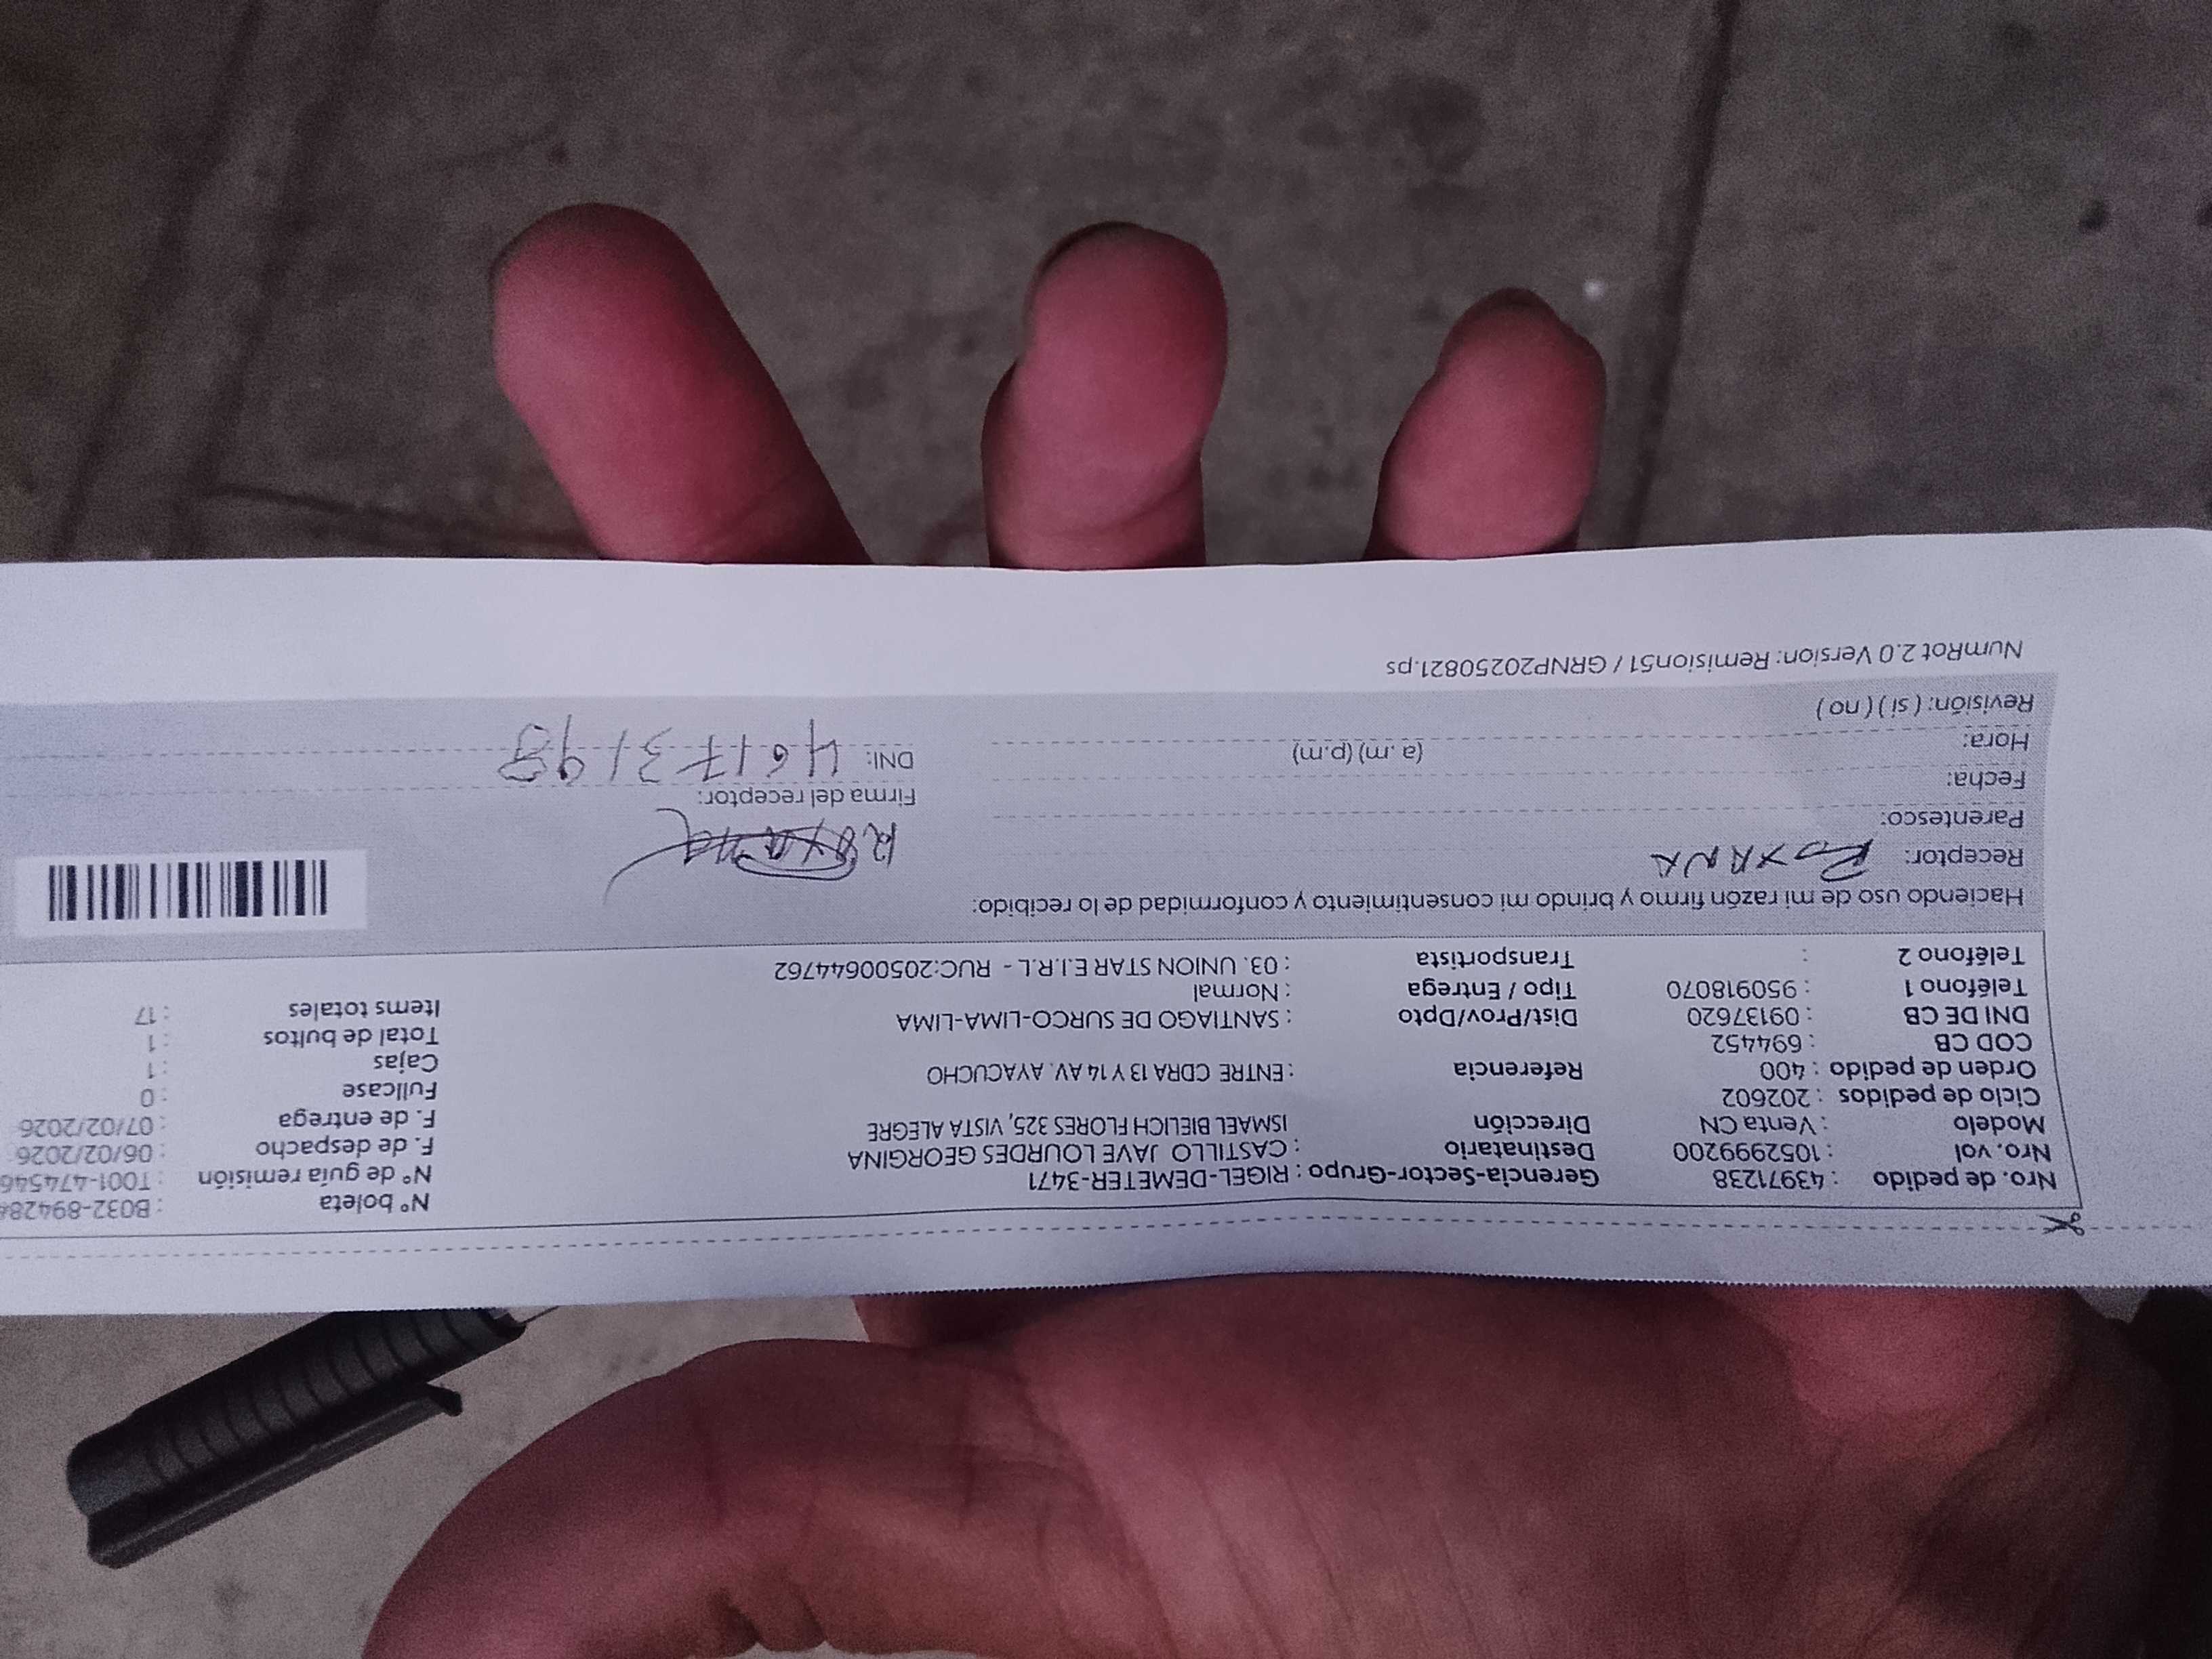 Nro. de pedido : 43971238 Gerencia-Sector-Grupo : RIGEL-DEMETER-3471 N° boleta : B032-894284
Nro. vol : 1052999200 Destinatario : CASTILLO JAVE LOURDES GEORGINA N° de guía remisión : T001-474546
Modelo : Venta CN Dirección ISMAEL BIELICH FLORES 325, VISTA ALEGRE F. de despacho : 06/02/2026
Ciclo de pedidos : 202602 F. de entrega : 07/02/2026
Orden de pedido : 400 Referencia : ENTRE CDRA 13 Y 14 AV. AYACUCHO Fullcase : 0
COD CB : 694452 Cajas : 1
DNI DE CB : 09137620 Dist/Prov/Dpto : SANTIAGO DE SURCO-LIMA-LIMA Total de bultos : 1
Teléfono 1 : 950918070 Tipo / Entrega : Normal Items totales : 17
Teléfono 2 : Transportista : 03. UNION STAR E.I.R.L - RUC:20500644762
Haciendo uso de mi razón firmo y brindo mi consentimiento y conformidad de lo recibido:
Receptor: ROXANA Roxana
Parentesco: Firma del receptor:
Fecha: DNI: 46173198
Hora: (a.m) (p.m)
Revisión: ( si ) ( no )
NumRot 2.0 Version: Remision51 / GRNP20250821.ps